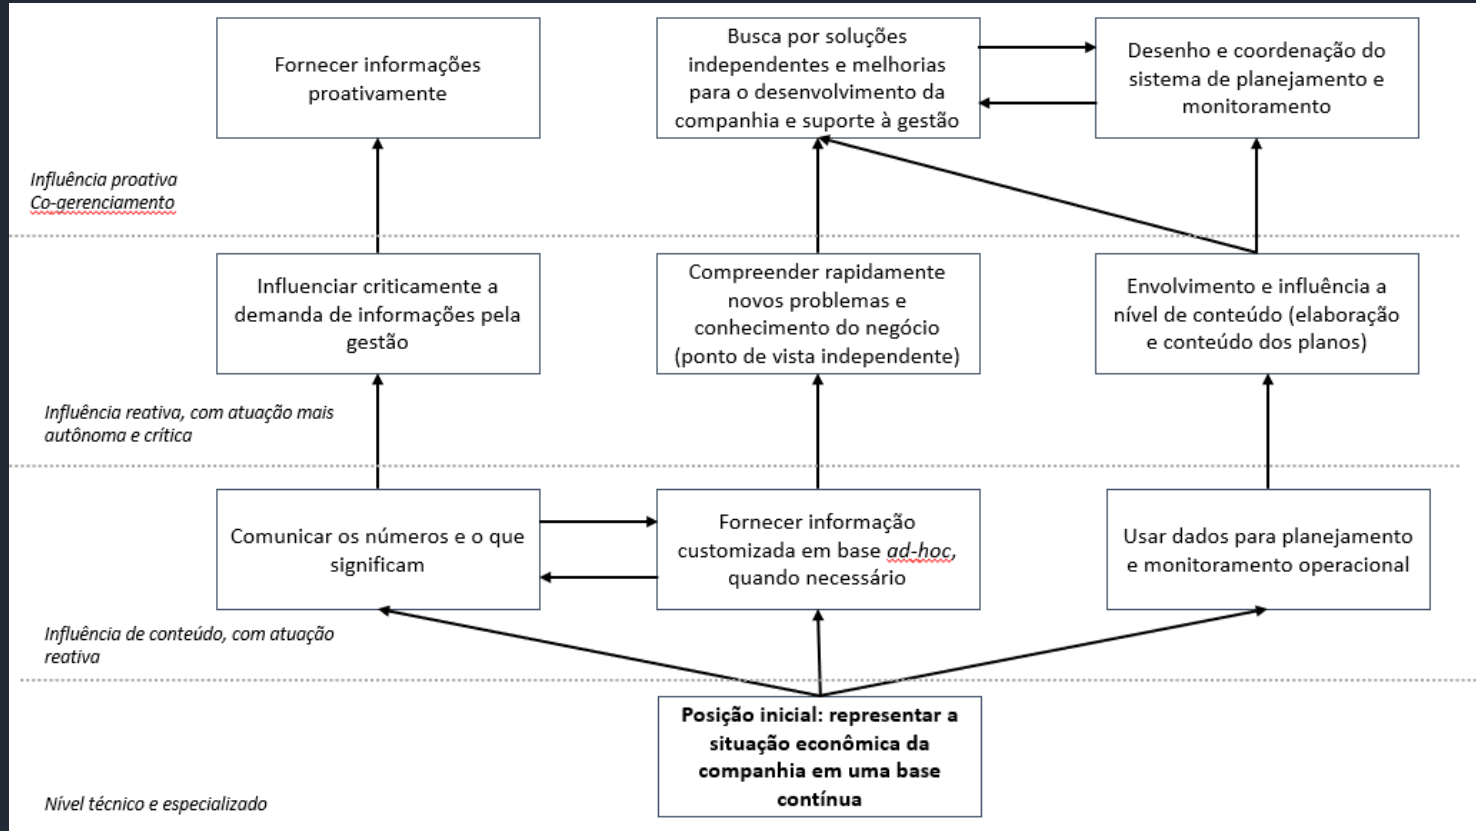 Fornecer informações
proativamente
Busca por soluções
independentes e melhorias
para o desenvolvimento da
companhia e suporte à gestão
Desenho e coordenação do
sistema de planejamento e
monitoramento
Influência proativa
Co-gerenciamento
Influenciar criticamente a
demanda de informações pela
gestão
Compreender rapidamente
novos problemas e
conhecimento do negócio
(ponto de vista independente)
Envolvimento e influência a
nível de conteúdo (elaboração
e conteúdo dos planos)
Influência reativa, com atuação mais
autônoma e crítica
Comunicar os números e o que
significam
Fornecer informação
customizada em base ad-hoc,
quando necessário
Usar dados para planejamento
e monitoramento operacional
Influência de conteúdo, com atuação
reativa
Posição inicial: representar a
situação econômica da
companhia em uma base
contínua
Nível técnico e especializado